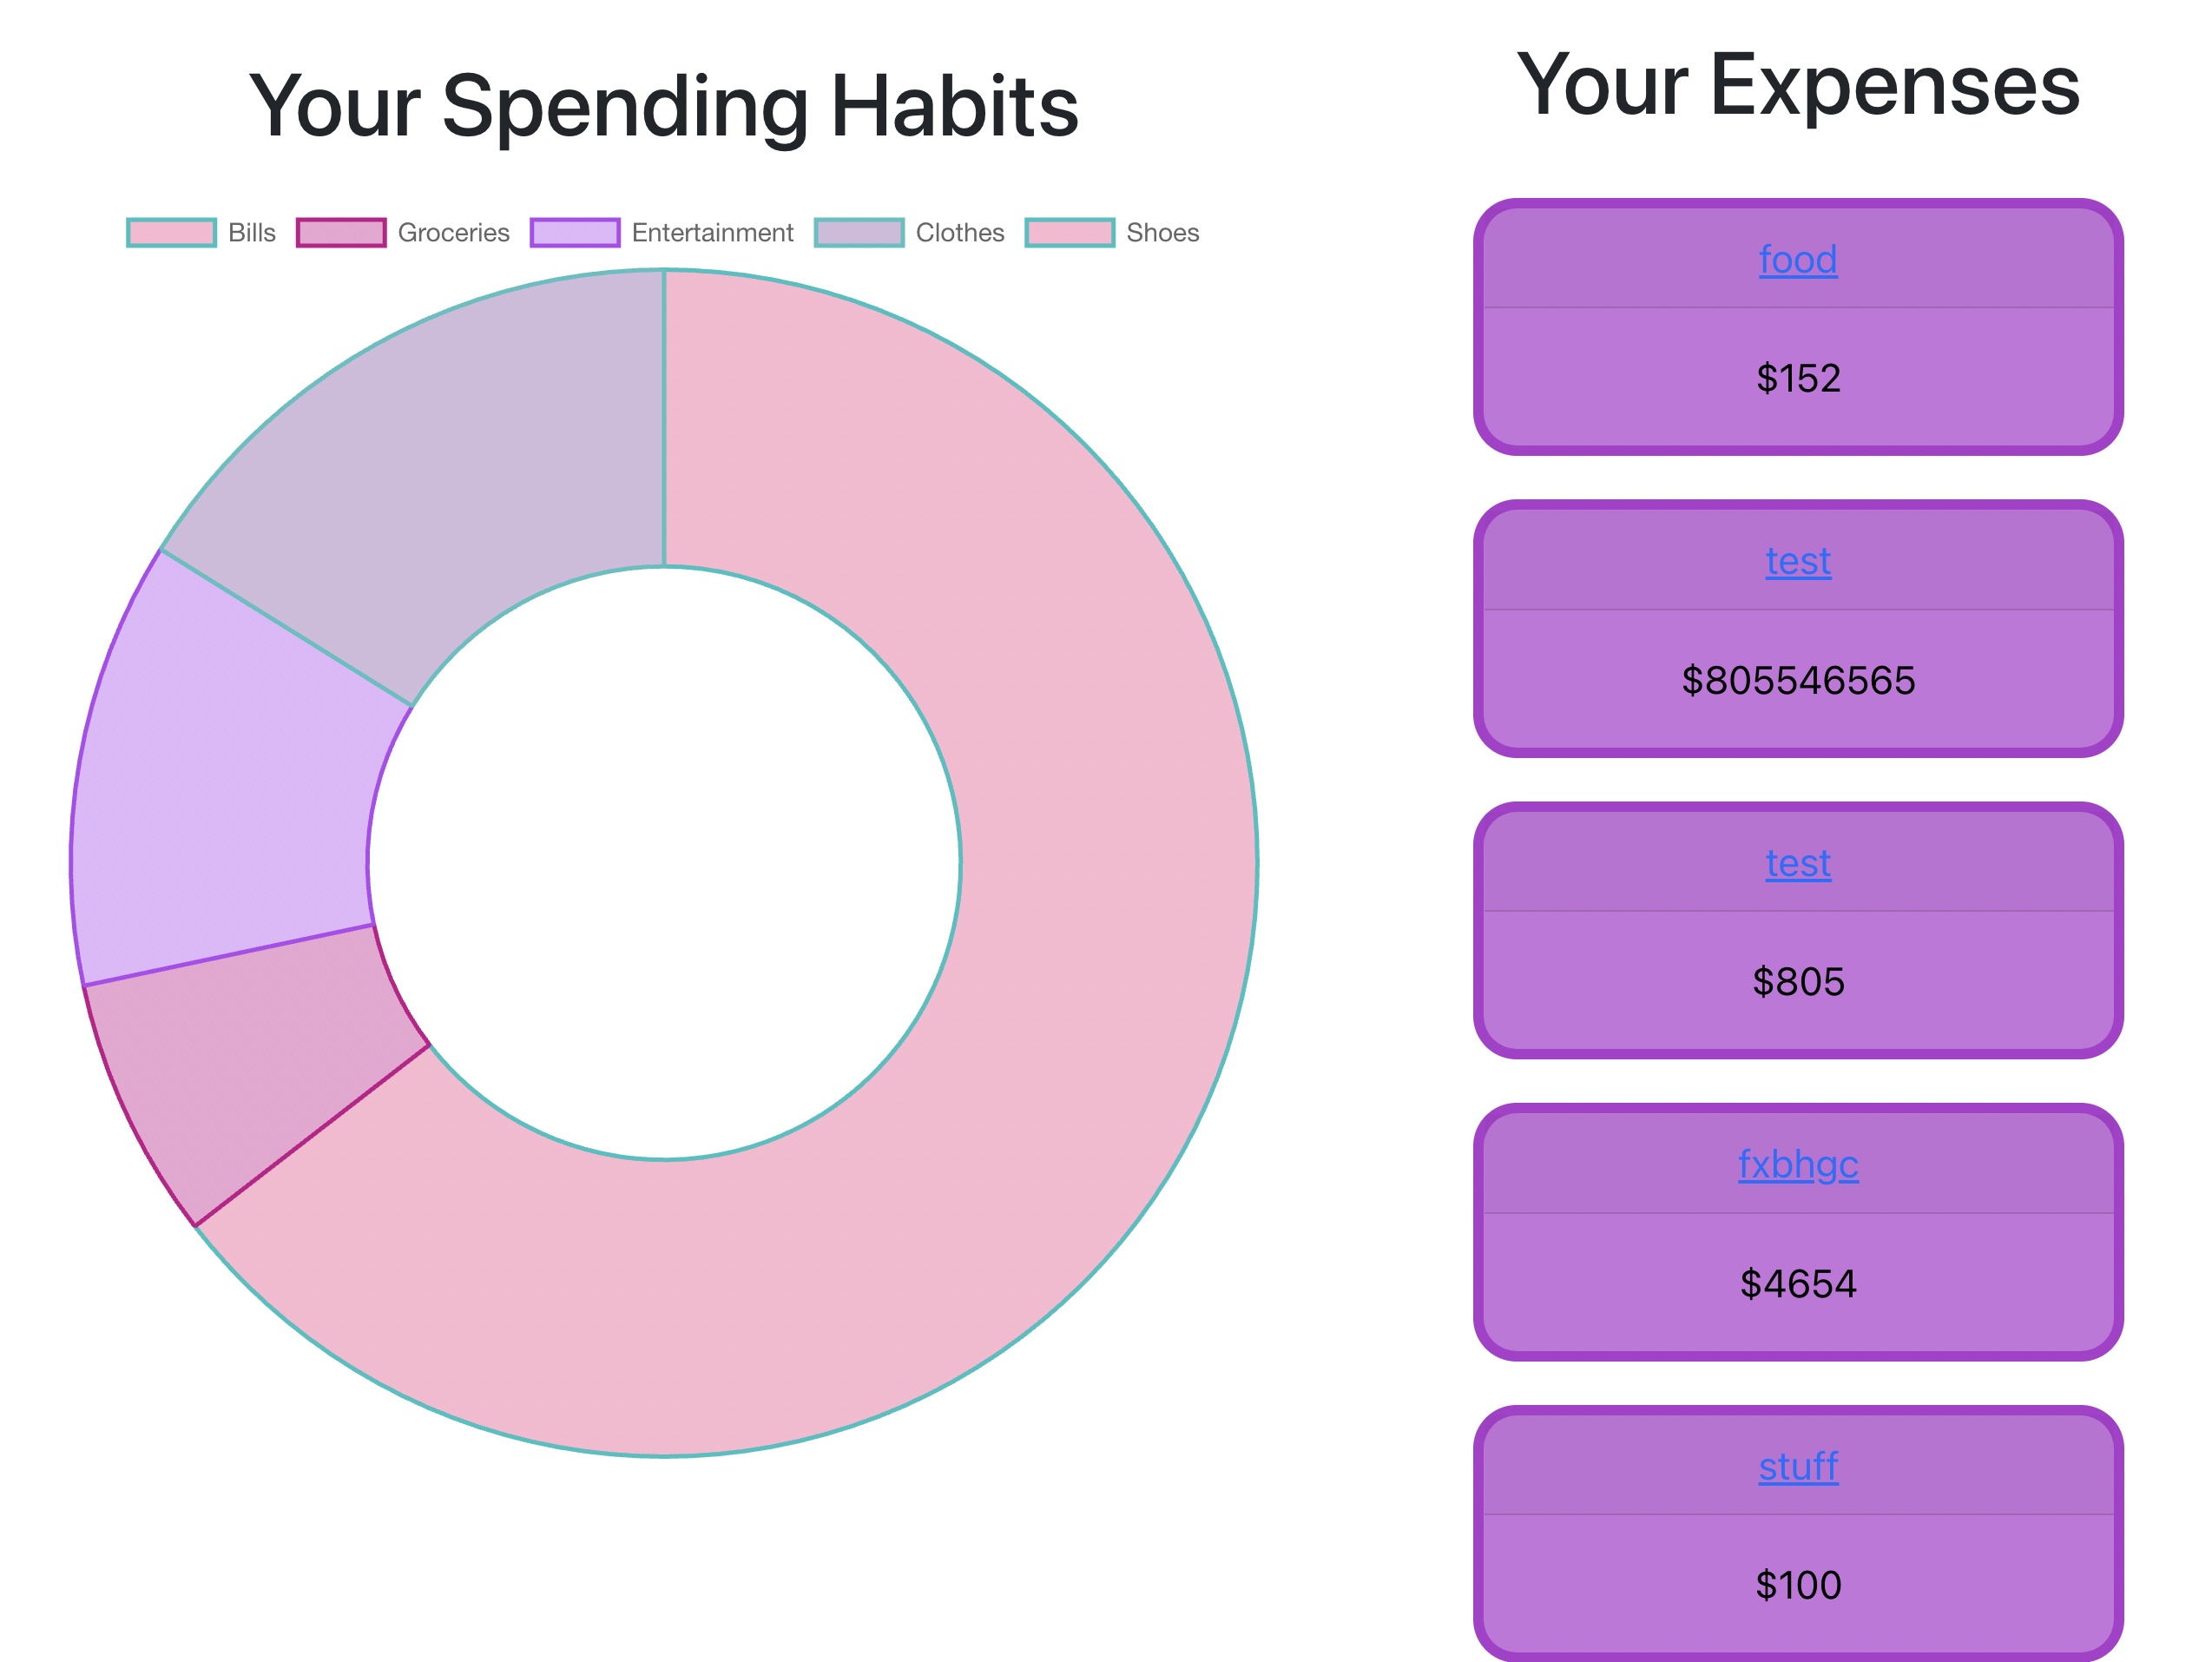 Your Spending Habits
Bills Groceries Entertainment Clothes Shoes
Your Expenses
food
$152
test
$805546565
test
$805
fxbhgc
$4654
stuff
$100